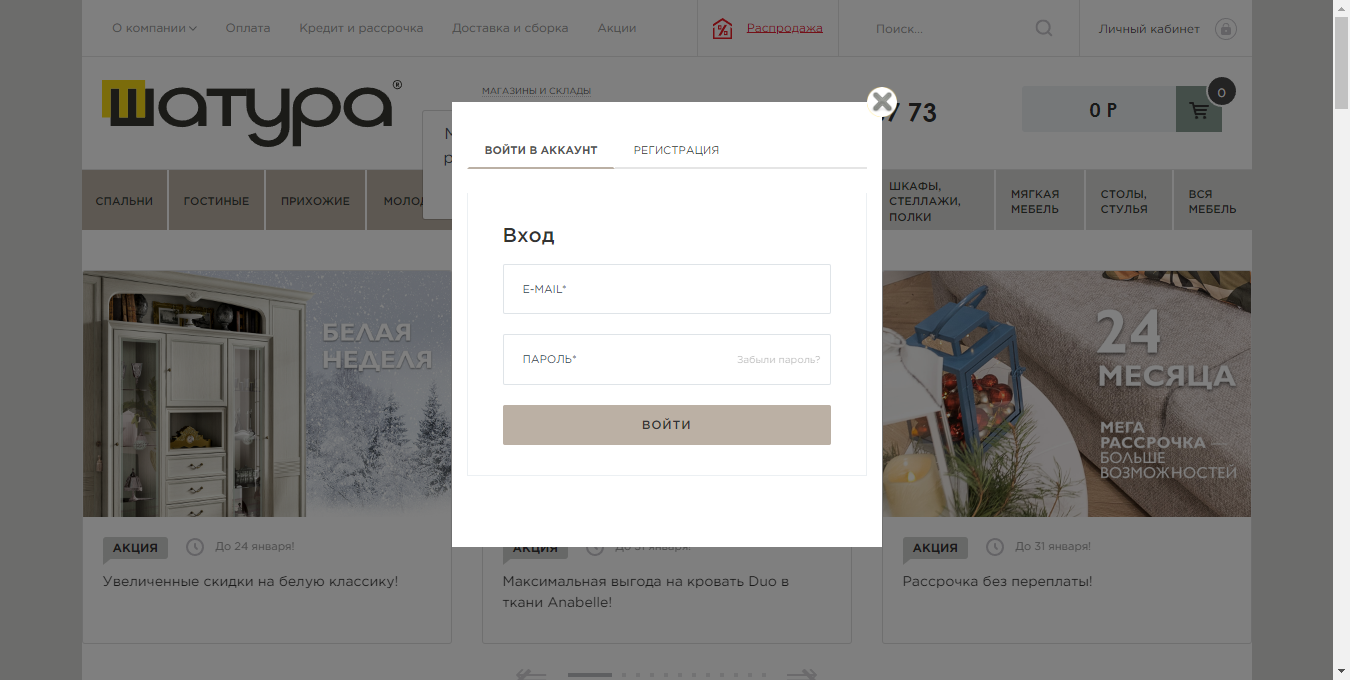 О компании
Оплата
Кредит и рассрочка
Доставка и сборка
Акции
Распродажа
Поиск...
Личный кабинет
шатура®
МАГАЗИНЫ И СКЛАДЫ
73
0 Р
0
ВОЙТИ В АККАУНТ
РЕГИСТРАЦИЯ
СПАЛЬНИ
ГОСТИНЫЕ
ПРИХОЖИЕ
ШКАФЫ,
СТЕЛЛАЖИ,
ПОЛКИ
МЯГКАЯ
МЕБЕЛЬ
СТОЛЫ,
СТУЛЬЯ
ВСЯ
МЕБЕЛЬ
Вход
E-MAIL*
ПАРОЛЬ*
Забыли пароль?
ВОЙТИ
БЕЛАЯ
НЕДЕЛЯ
24
МЕСЯЦА
МЕГА
РАССРОЧКА —
БОЛЬШЕ
ВОЗМОЖНОСТЕЙ
АКЦИЯ
До 24 января!
Увеличенные скидки на белую классику!
АКЦИЯ
До 31 января!
Максимальная выгода на кровать Duo в
ткани Anabelle!
АКЦИЯ
До 31 января!
Рассрочка без переплаты!